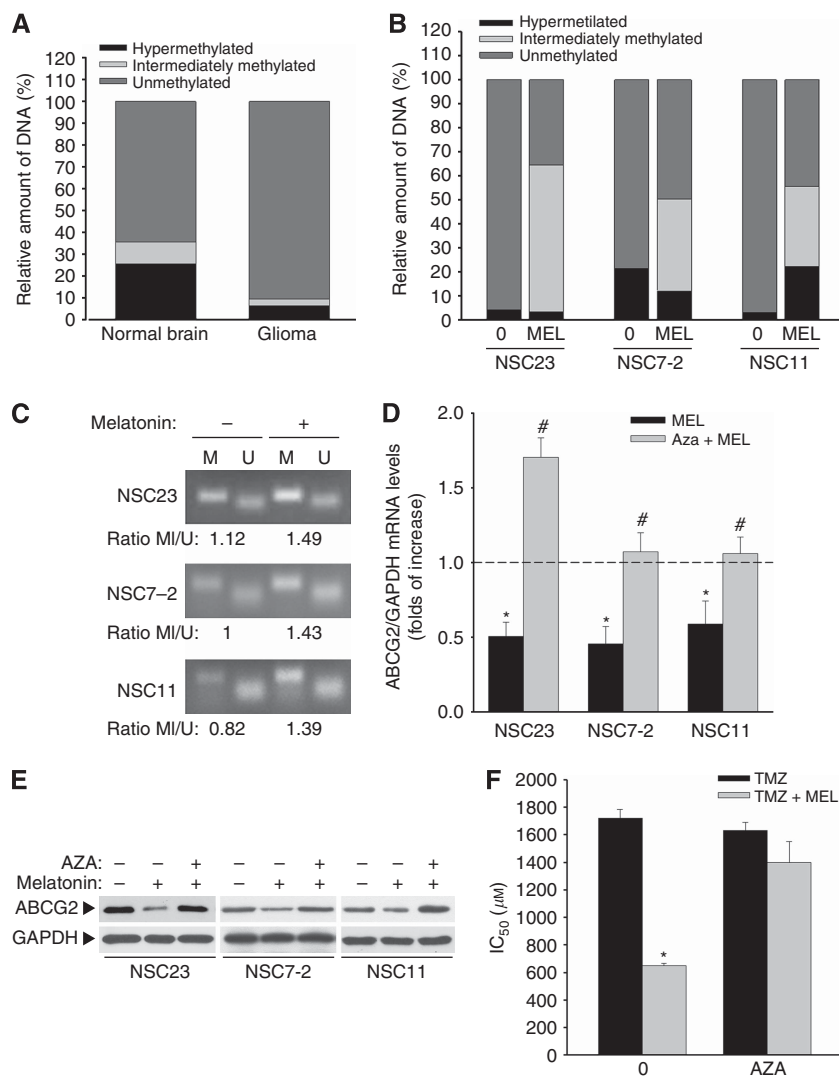 A
Hypermethylated
Intermediately methylated
Unmethylated
Relative amount of DNA (%)
120
110
100
90
80
70
60
50
40
30
20
10
0
Normal brain Glioma
B
Hypermetilated
Intermediately methylated
Unmethylated
Relative amount of DNA (%)
120
110
100
90
80
70
60
50
40
30
20
10
0
0 MEL 0 MEL 0 MEL
NSC23 NSC7-2 NSC11
C
Melatonin: – +
M U M U
NSC23
Ratio Ml/U: 1.12 1.49
NSC7–2
Ratio Ml/U: 1 1.43
NSC11
Ratio Ml/U: 0.82 1.39
D
MEL
Aza + MEL
ABCG2/GAPDH mRNA levels
(folds of increase)
2.0
1.5
1.0
0.5
0.0
# # #
* * *
NSC23 NSC7-2 NSC11
E
AZA: – – + – – + – – +
Melatonin: – + + – + + – + +
ABCG2
GAPDH
NSC23 NSC7-2 NSC11
F
TMZ
TMZ + MEL
IC50 (μM)
2000
1800
1600
1400
1200
1000
800
600
400
200
0
*
0 AZA